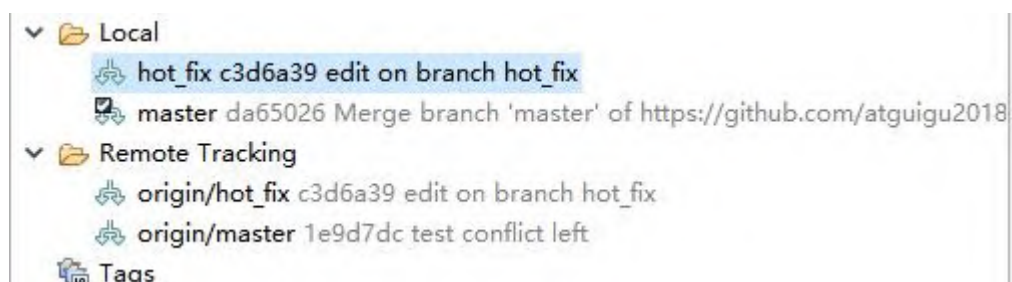 Local
hot_fix c3d6a39 edit on branch hot_fix
master da65026 Merge branch 'master' of https://github.com/atguigu2018
Remote Tracking
origin/hot_fix c3d6a39 edit on branch hot_fix
origin/master 1e9d7dc test conflict left
Tags